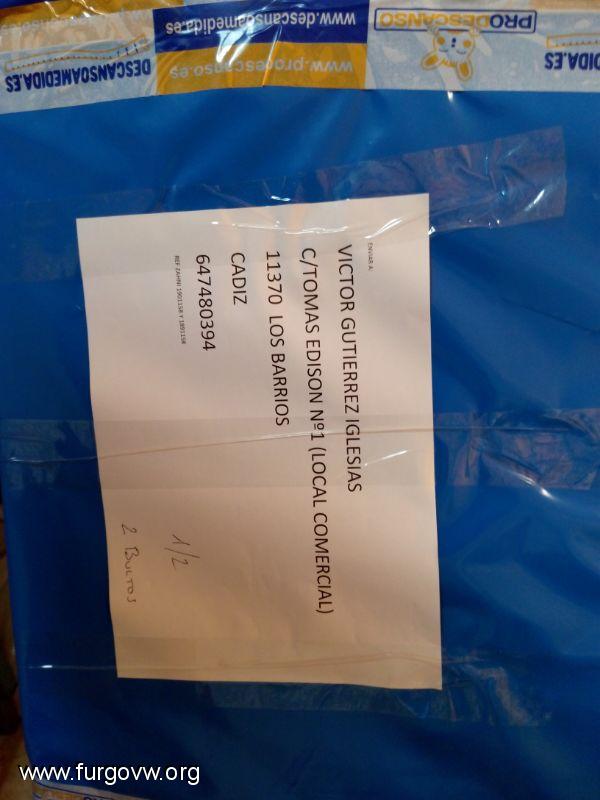 DESCANSOAMEDIDA.ES
www.prodescanso.es
www.descansoamedida.es
PRODESCANSO
DIDA.ES
ENVIAR A:
VICTOR GUTIERREZ IGLESIAS
C/TOMAS EDISON Nº1 (LOCAL COMERCIAL)
11370 LOS BARRIOS
CADIZ
647480394
1/2
2 BULTOS
www.furgovw.org